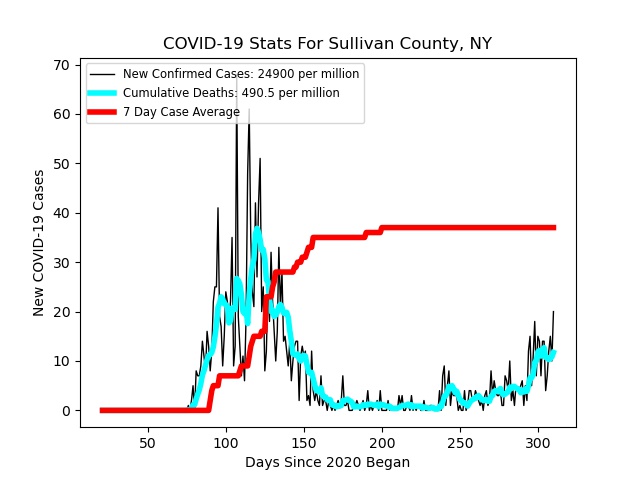 COVID-19 Stats For Sullivan County, NY
New Confirmed Cases: 24900 per million
Cumulative Deaths: 490.5 per million
7 Day Case Average
New COVID-19 Cases
70
60
50
40
30
20
10
0
50 100 150 200 250 300
Days Since 2020 Began